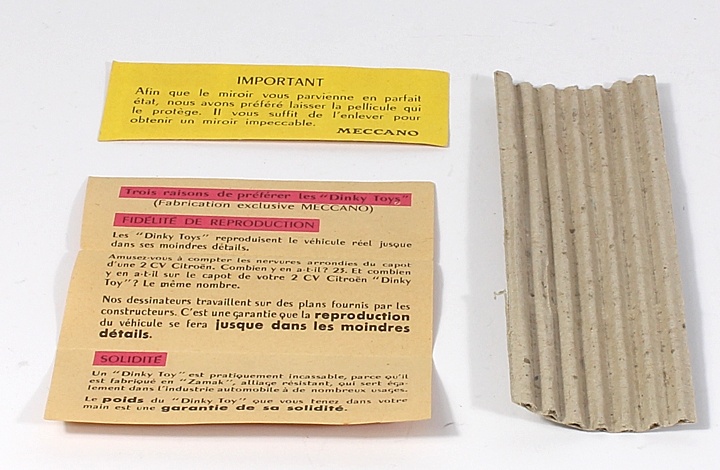 IMPORTANT
Afin que le miroir vous parvienne en parfait
état, nous avons préféré laisser la pellicule qui
le protège. Il vous suffit de l'enlever pour
obtenir un miroir impeccable.
MECCANO
Trois raisons de préférer les "Dinky Toys"
(Fabrication exclusive MECCANO)
FIDÉLITÉ DE REPRODUCTION
Les "Dinky Toys" reproduisent le véhicule réel jusque
dans ses moindres détails.
Amusez-vous à compter les nervures arrondies du capot
d'une 2 CV Citroën. Combien y en a-t-il? 23. Et combien
y en a-t-il sur le capot de votre 2 CV Citroën "Dinky
Toy"? Le même nombre.
Nos dessinateurs travaillent sur des plans fournis par les
constructeurs. C'est une garantie que la reproduction
du véhicule se fera jusque dans les moindres
détails.
SOLIDITÉ
Un "Dinky Toy" est pratiquement incassable, parce qu'il
est fabriqué en "Zamak", alliage résistant, qui sert éga-
lement dans l'industrie automobile à de nombreux usages.
Le poids du "Dinky Toy" que vous tenez dans votre
main est une garantie de sa solidité.